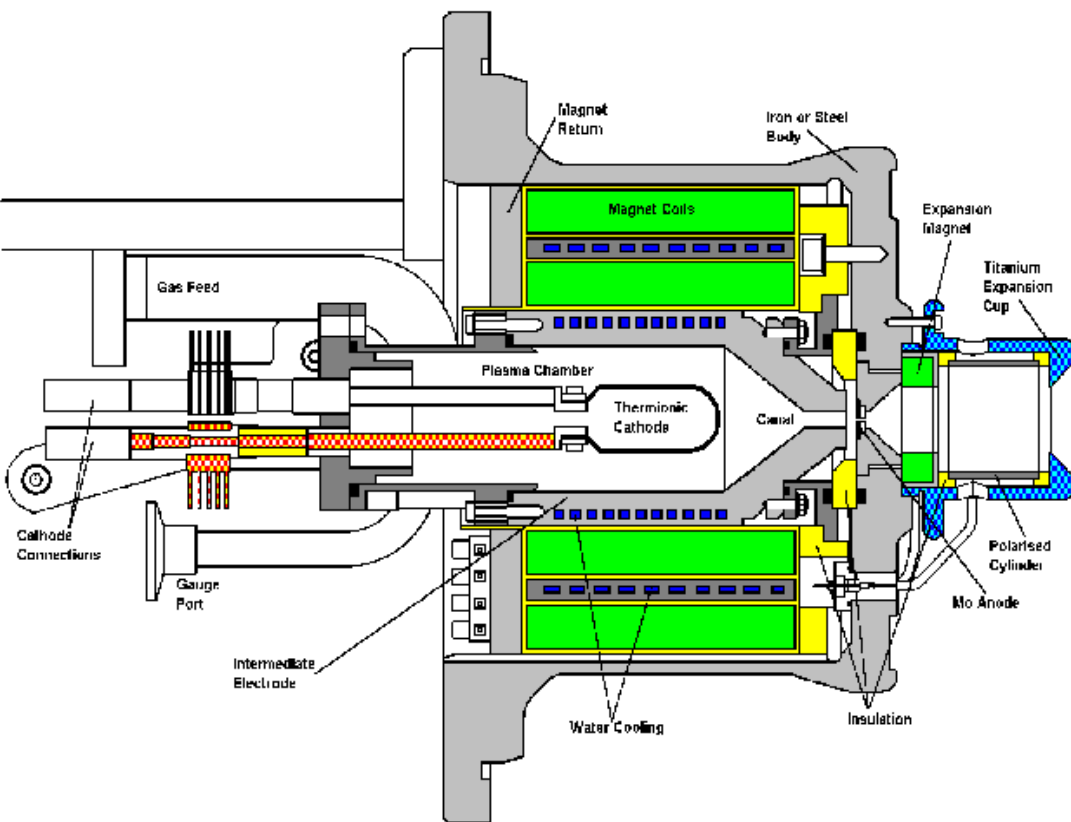 Magnet
Return
Iron or Steel
Body
Magnet Coils
Expansion
Magnet
Titanium
Expansion
Cup
Gas Feed
Plasma Chamber
Thermionic
Cathode
Canal
Cathode
Connections
Gauge
Port
Polarised
Cylinder
Mo Anode
Intermediate
Electrode
Water Cooling
Insulation